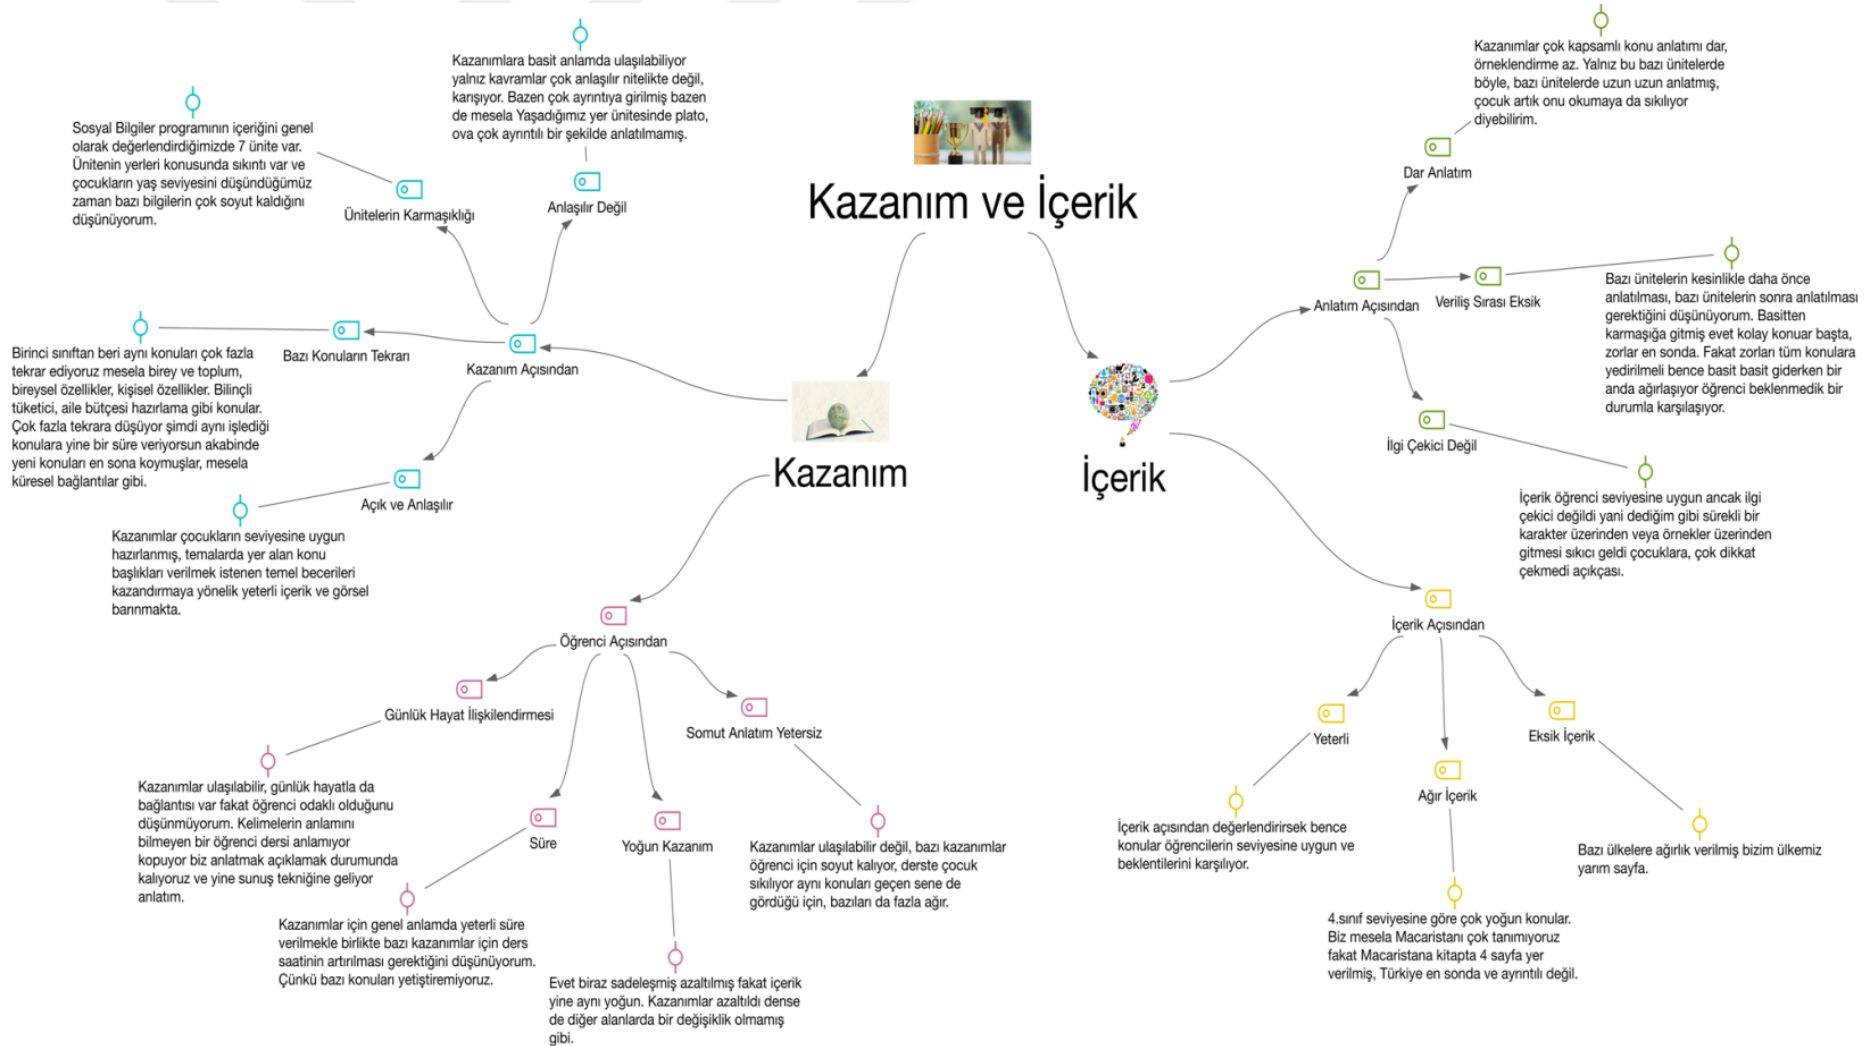 Kazanım ve İçerik
Kazanım
İçerik
Kazanım Açısından
Ünitelerin Karmaşıklığı
Sosyal Bilgiler programının içeriğini genel
olarak değerlendirdiğimizde 7 ünite var.
Ünitenin yerleri konusunda sıkıntı var ve
çocukların yaş seviyesini düşündüğümüz
zaman bazı bilgilerin çok soyut kaldığını
düşünüyorum.
Anlaşılır Değil
Kazanımlara basit anlamda ulaşılabiliyor
yalnız kavramlar çok anlaşılır nitelikte değil,
karışıyor. Bazen çok ayrıntıya girilmiş bazen
de mesela Yaşadığımız yer ünitesinde plato,
ova çok ayrıntılı bir şekilde anlatılmamış.
Bazı Konuların Tekrarı
Birinci sınıftan beri aynı konuları çok fazla
tekrar ediyoruz mesela birey ve toplum,
bireysel özellikler, kişisel özellikler. Bilinçli
tüketici, aile bütçesi hazırlama gibi konular.
Çok fazla tekrara düşüyor şimdi aynı işlediği
konulara yine bir süre veriyorsun akabinde
yeni konuları en sona koymuşlar, mesela
küresel bağlantılar gibi.
Açık ve Anlaşılır
Kazanımlar çocukların seviyesine uygun
hazırlanmış, temalarda yer alan konu
başlıkları verilmek istenen temel becerileri
kazandırmaya yönelik yeterli içerik ve görsel
barınmakta.
Öğrenci Açısından
Günlük Hayat İlişkilendirmesi
Kazanımlar ulaşılabilir, günlük hayatla da
bağlantısı var fakat öğrenci odaklı olduğunu
düşünmüyorum. Kelimelerin anlamını
bilmeyen bir öğrenci dersi anlamıyor
kopuyor biz anlatmak açıklamak durumunda
kalıyoruz ve yine sunuş tekniğine geliyor
anlatım.
Süre
Kazanımlar için genel anlamda yeterli süre
verilmekle birlikte bazı kazanımlar için ders
saatinin artırılması gerektiğini düşünüyorum.
Çünkü bazı konuları yetiştiremiyoruz.
Yoğun Kazanım
Evet biraz sadeleşmiş azaltılmış fakat içerik
yine aynı yoğun. Kazanımlar azaltıldı dense
de diğer alanlarda bir değişiklik olmamış
gibi.
Somut Anlatım Yetersiz
Kazanımlar ulaşılabilir değil, bazı kazanımlar
öğrenci için soyut kalıyor, derste çocuk
sıkılıyor aynı konuları geçen sene de
gördüğü için, bazıları da fazla ağır.
Anlatım Açısından
Dar Anlatım
Kazanımlar çok kapsamlı konu anlatımı dar,
örneklendirme az. Yalnız bu bazı ünitelerde
böyle, bazı ünitelerde uzun uzun anlatmış,
çocuk artık onu okumaya da sıkılıyor
diyebilirim.
Veriliş Sırası Eksik
Bazı ünitelerin kesinlikle daha önce
anlatılması, bazı ünitelerin sonra anlatılması
gerektiğini düşünüyorum. Basitten
karmaşığa gitmiş evet kolay konuar başta,
zorlar en sonda. Fakat zorları tüm konulara
yedirilmeli bence basit basit giderken bir
anda ağırlaşıyor öğrenci beklenmedik bir
durumla karşılaşıyor.
İlgi Çekici Değil
İçerik öğrenci seviyesine uygun ancak ilgi
çekici değildi yani dediğim gibi sürekli bir
karakter üzerinden veya örnekler üzerinden
gitmesi sıkıcı geldi çocuklara, çok dikkat
çekmedi açıkçası.
İçerik Açısından
Yeterli
İçerik açısından değerlendirirsek bence
konular öğrencilerin seviyesine uygun ve
beklentilerini karşılıyor.
Ağır İçerik
4.sınıf seviyesine göre çok yoğun konular.
Biz mesela Macaristanı çok tanımıyoruz
fakat Macaristana kitapta 4 sayfa yer
verilmiş, Türkiye en sonda ve ayrıntılı değil.
Eksik İçerik
Bazı ülkelere ağırlık verilmiş bizim ülkemiz
yarım sayfa.